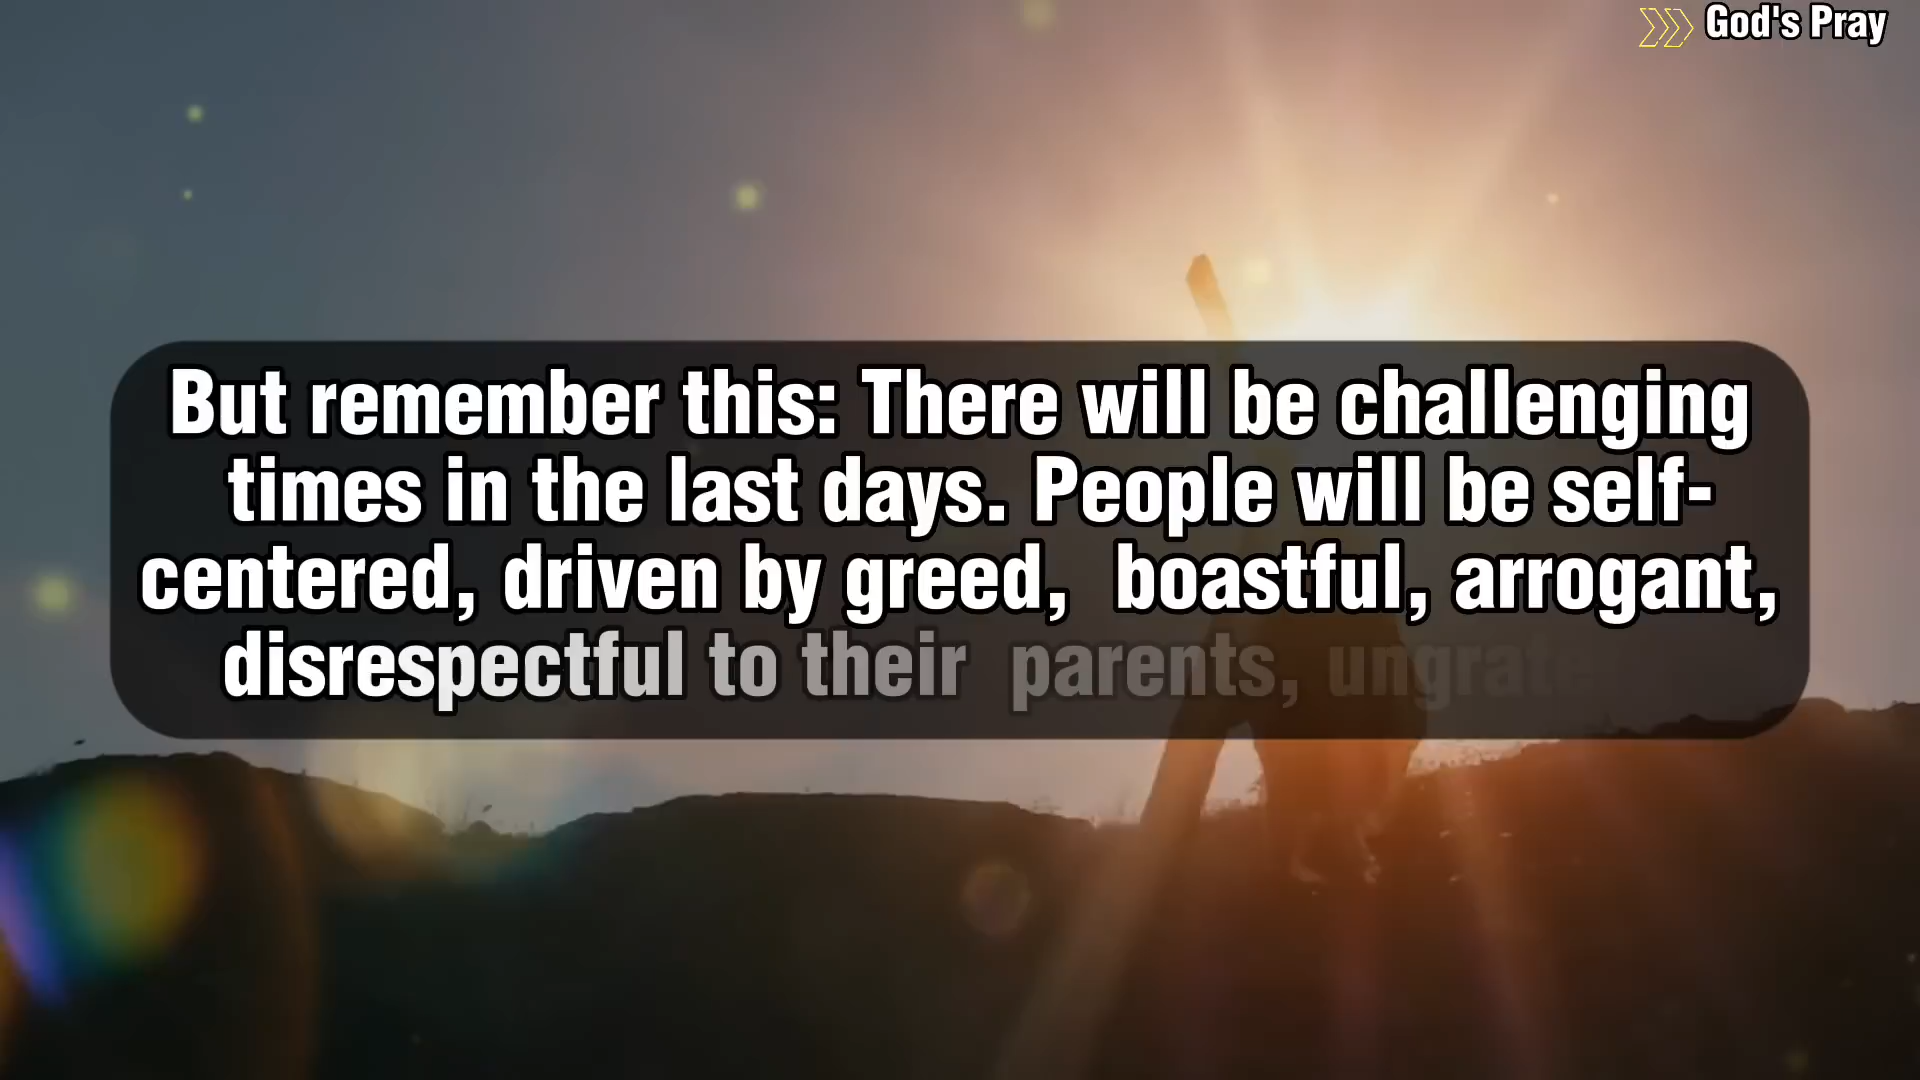 God's Pray
But remember this: There will be challenging
times in the last days. People will be self-
centered, driven by greed, boastful, arrogant,
disrespectful to their parents,